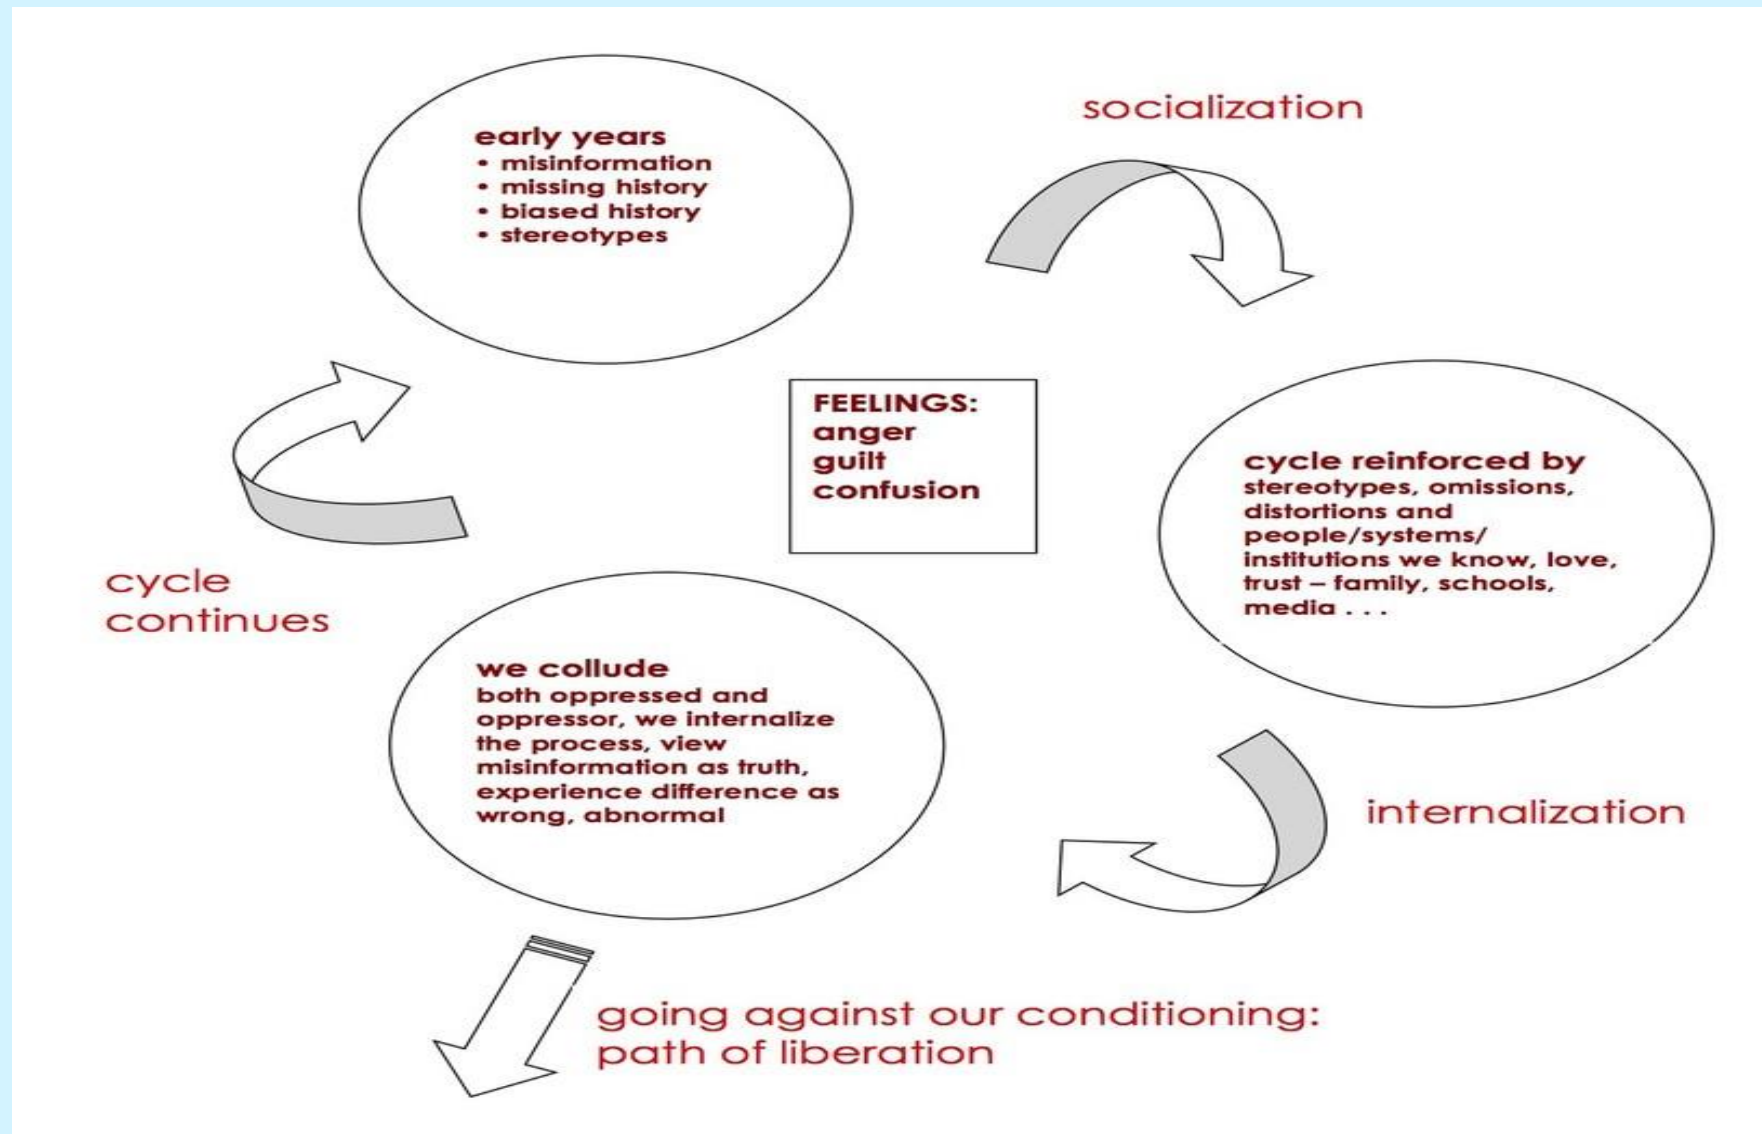 early years
• misinformation
• missing history
• biased history
• stereotypes
socialization
FEELINGS:
anger
guilt
confusion
cycle reinforced by
stereotypes, omissions,
distortions and
people/systems/
institutions we know, love,
trust – family, schools,
media . . .
internalization
we collude
both oppressed and
oppressor, we internalize
the process, view
misinformation as truth,
experience difference as
wrong, abnormal
cycle
continues
going against our conditioning:
path of liberation